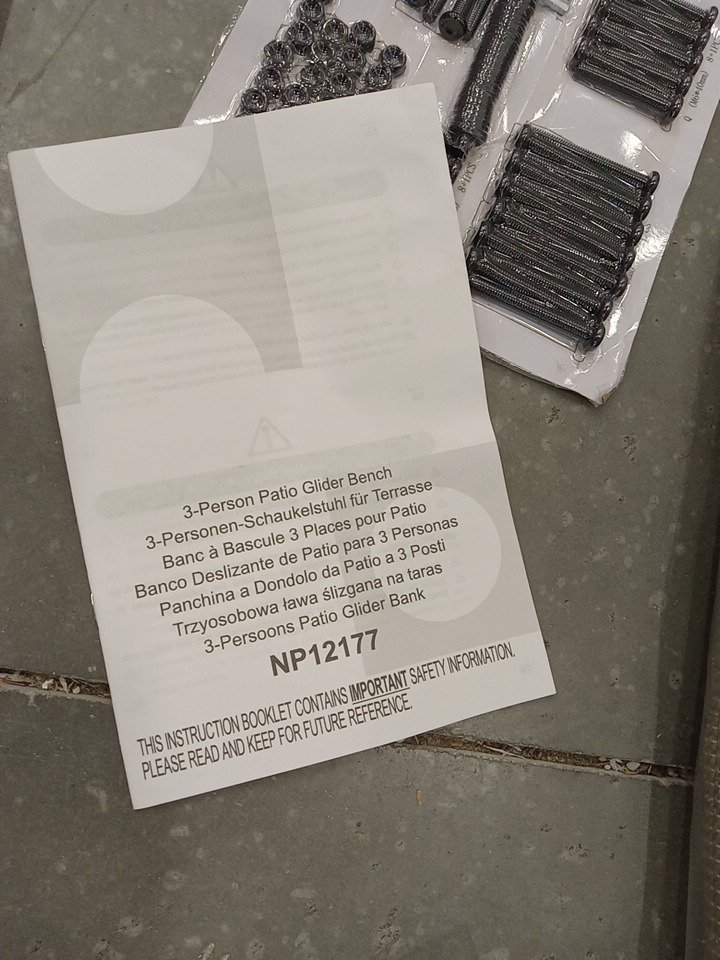 3-Person Patio Glider Bench
3-Personen-Schaukelstuhl für Terrasse
Banc à Bascule 3 Places pour Patio
Banco Deslizante de Patio para 3 Personas
Panchina a Dondolo da Patio a 3 Posti
Trzyosobowa ława ślizgana na taras
3-Persoons Patio Glider Bank
NP12177
THIS INSTRUCTION BOOKLET CONTAINS IMPORTANT SAFETY INFORMATION.
PLEASE READ AND KEEP FOR FUTURE REFERENCE.
8+1PCS
Q